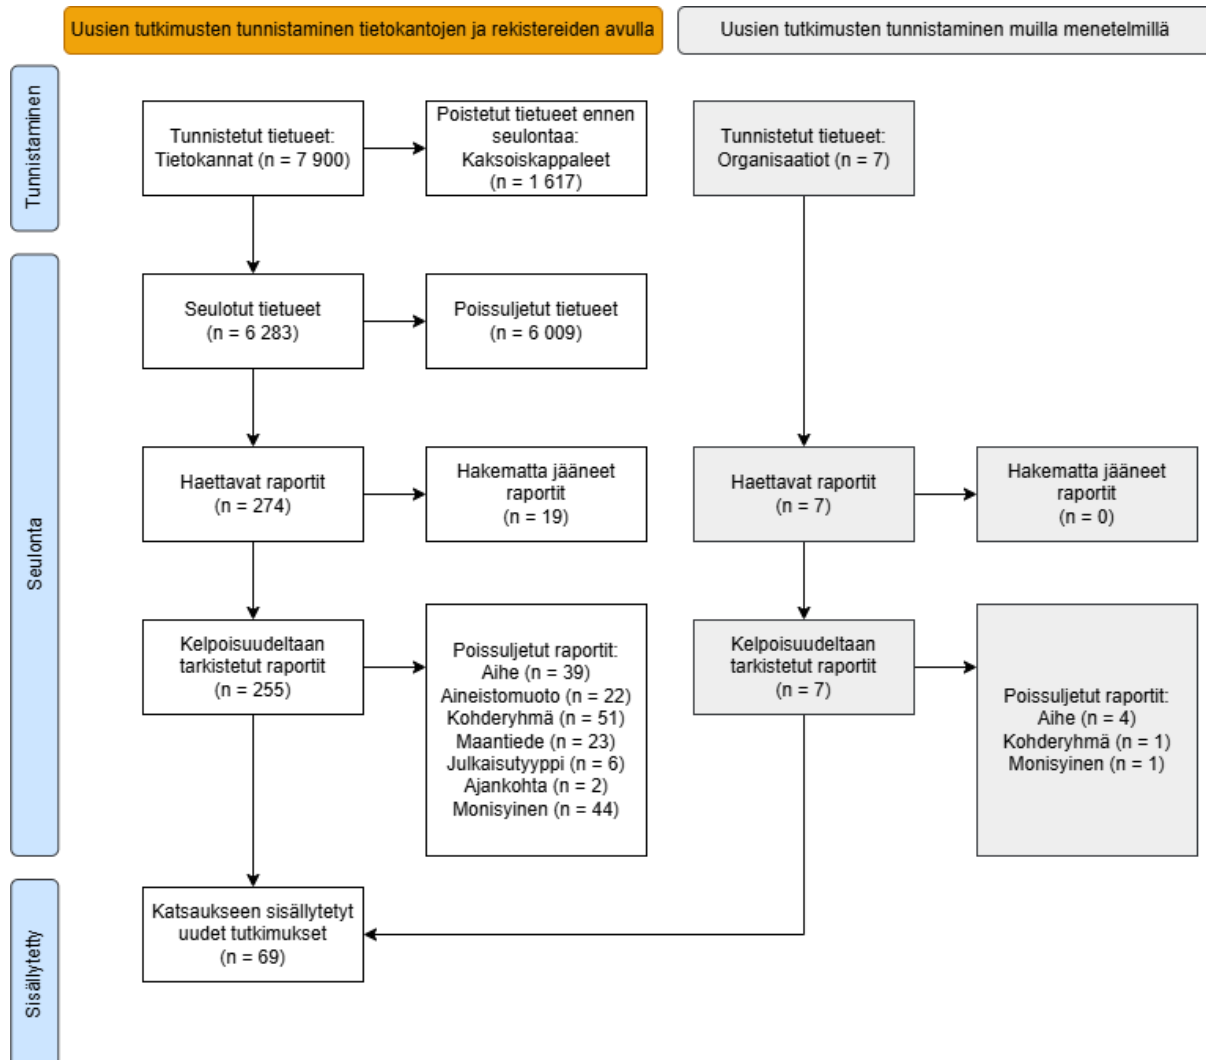 Uusien tutkimusten tunnistaminen tietokantojen ja rekistereiden avulla
Uusien tutkimusten tunnistaminen muilla menetelmillä
Tunnistaminen
Tunnistetut tietueet:
Tietokannat (n = 7 900)
Poistetut tietueet ennen
seulontaa:
Kaksoiskappaleet
(n = 1 617)
Tunnistetut tietueet:
Organisaatiot (n = 7)
Seulonta
Seulotut tietueet
(n = 6 283)
Poissuljetut tietueet
(n = 6 009)
Haettavat raportit
(n = 274)
Hakematta jääneet
raportit
(n = 19)
Haettavat raportit
(n = 7)
Hakematta jääneet
raportit
(n = 0)
Kelpoisuudeltaan
tarkistetut raportit
(n = 255)
Poissuljetut raportit:
Aihe (n = 39)
Aineistomuoto (n = 22)
Kohderyhmä (n = 51)
Maantiede (n = 23)
Julkaisutyyppi (n = 6)
Ajankohta (n = 2)
Monisyinen (n = 44)
Kelpoisuudeltaan
tarkistetut raportit
(n = 7)
Poissuljetut raportit:
Aihe (n = 4)
Kohderyhmä (n = 1)
Monisyinen (n = 1)
Sisällytetty
Katsaukseen sisällytetyt
uudet tutkimukset
(n = 69)